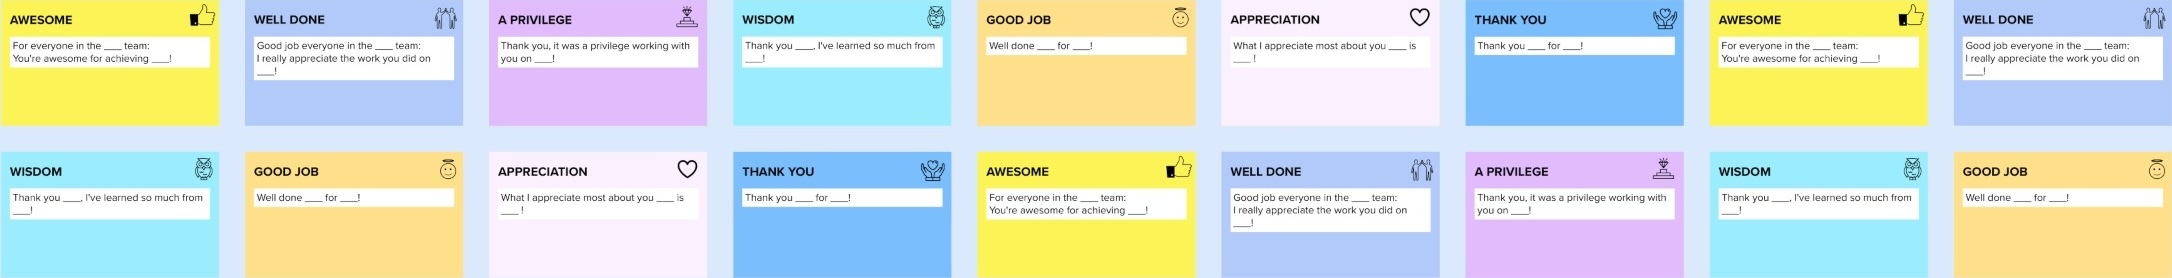 AWESOME
For everyone in the ___ team:
You're awesome for achieving ___!
WELL DONE
Good job everyone in the ___ team:
I really appreciate the work you did on
___!
A PRIVILEGE
Thank you, it was a privilege working with
you on ___!
WISDOM
Thank you ___, I've learned so much from
___!
GOOD JOB
Well done ___ for ___!
APPRECIATION
What I appreciate most about you ___ is
___ !
THANK YOU
Thank you ___ for ___!
AWESOME
For everyone in the ___ team:
You're awesome for achieving ___!
WELL DONE
Good job everyone in the ___ team:
I really appreciate the work you did on
___!
WISDOM
Thank you ___, I've learned so much from
___!
GOOD JOB
Well done ___ for ___!
APPRECIATION
What I appreciate most about you ___ is
___ !
THANK YOU
Thank you ___ for ___!
AWESOME
For everyone in the ___ team:
You're awesome for achieving ___!
WELL DONE
Good job everyone in the ___ team:
I really appreciate the work you did on
___!
A PRIVILEGE
Thank you, it was a privilege working with
you on ___!
WISDOM
Thank you ___, I've learned so much from
___!
GOOD JOB
Well done ___ for ___!